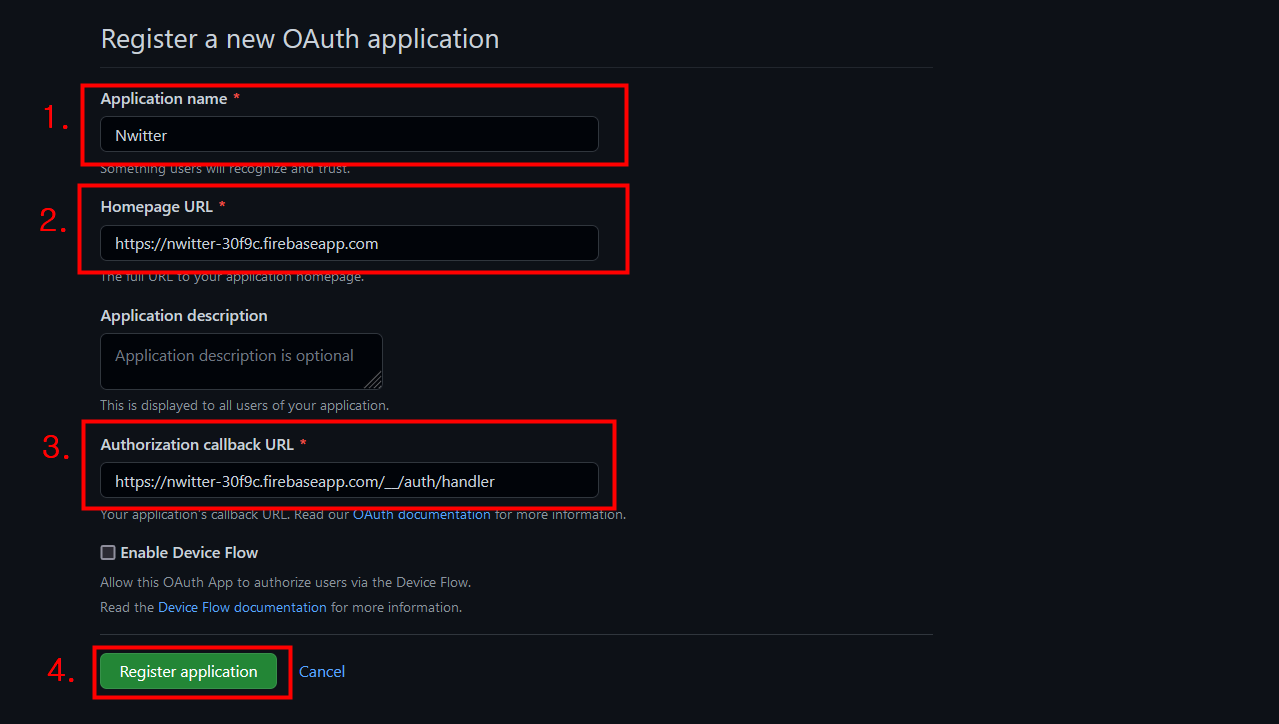 Register a new OAuth application
1.
Application name *
Nwitter
Something users will recognize and trust.
2.
Homepage URL *
https://nwitter-30f9c.firebaseapp.com
The full URL to your application homepage.
Application description
Application description is optional
This is displayed to all users of your application.
3.
Authorization callback URL *
https://nwitter-30f9c.firebaseapp.com/__/auth/handler
Your application's callback URL. Read our OAuth documentation for more information.
Enable Device Flow
Allow this OAuth App to authorize users via the Device Flow.
Read the Device Flow documentation for more information.
4.
Register application Cancel